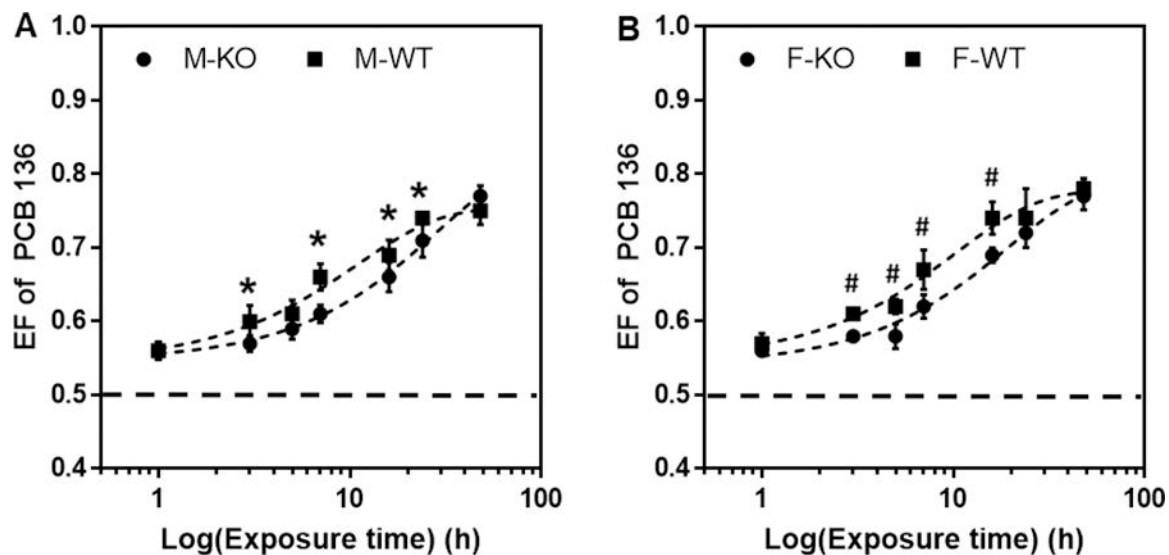 A
M-KO
M-WT
EF of PCB 136
1.0
0.9
0.8
0.7
0.6
0.5
0.4
*
*
*
*
1
10
100
Log(Exposure time) (h)
B
F-KO
F-WT
EF of PCB 136
1.0
0.9
0.8
0.7
0.6
0.5
0.4
#
#
#
#
1
10
100
Log(Exposure time) (h)